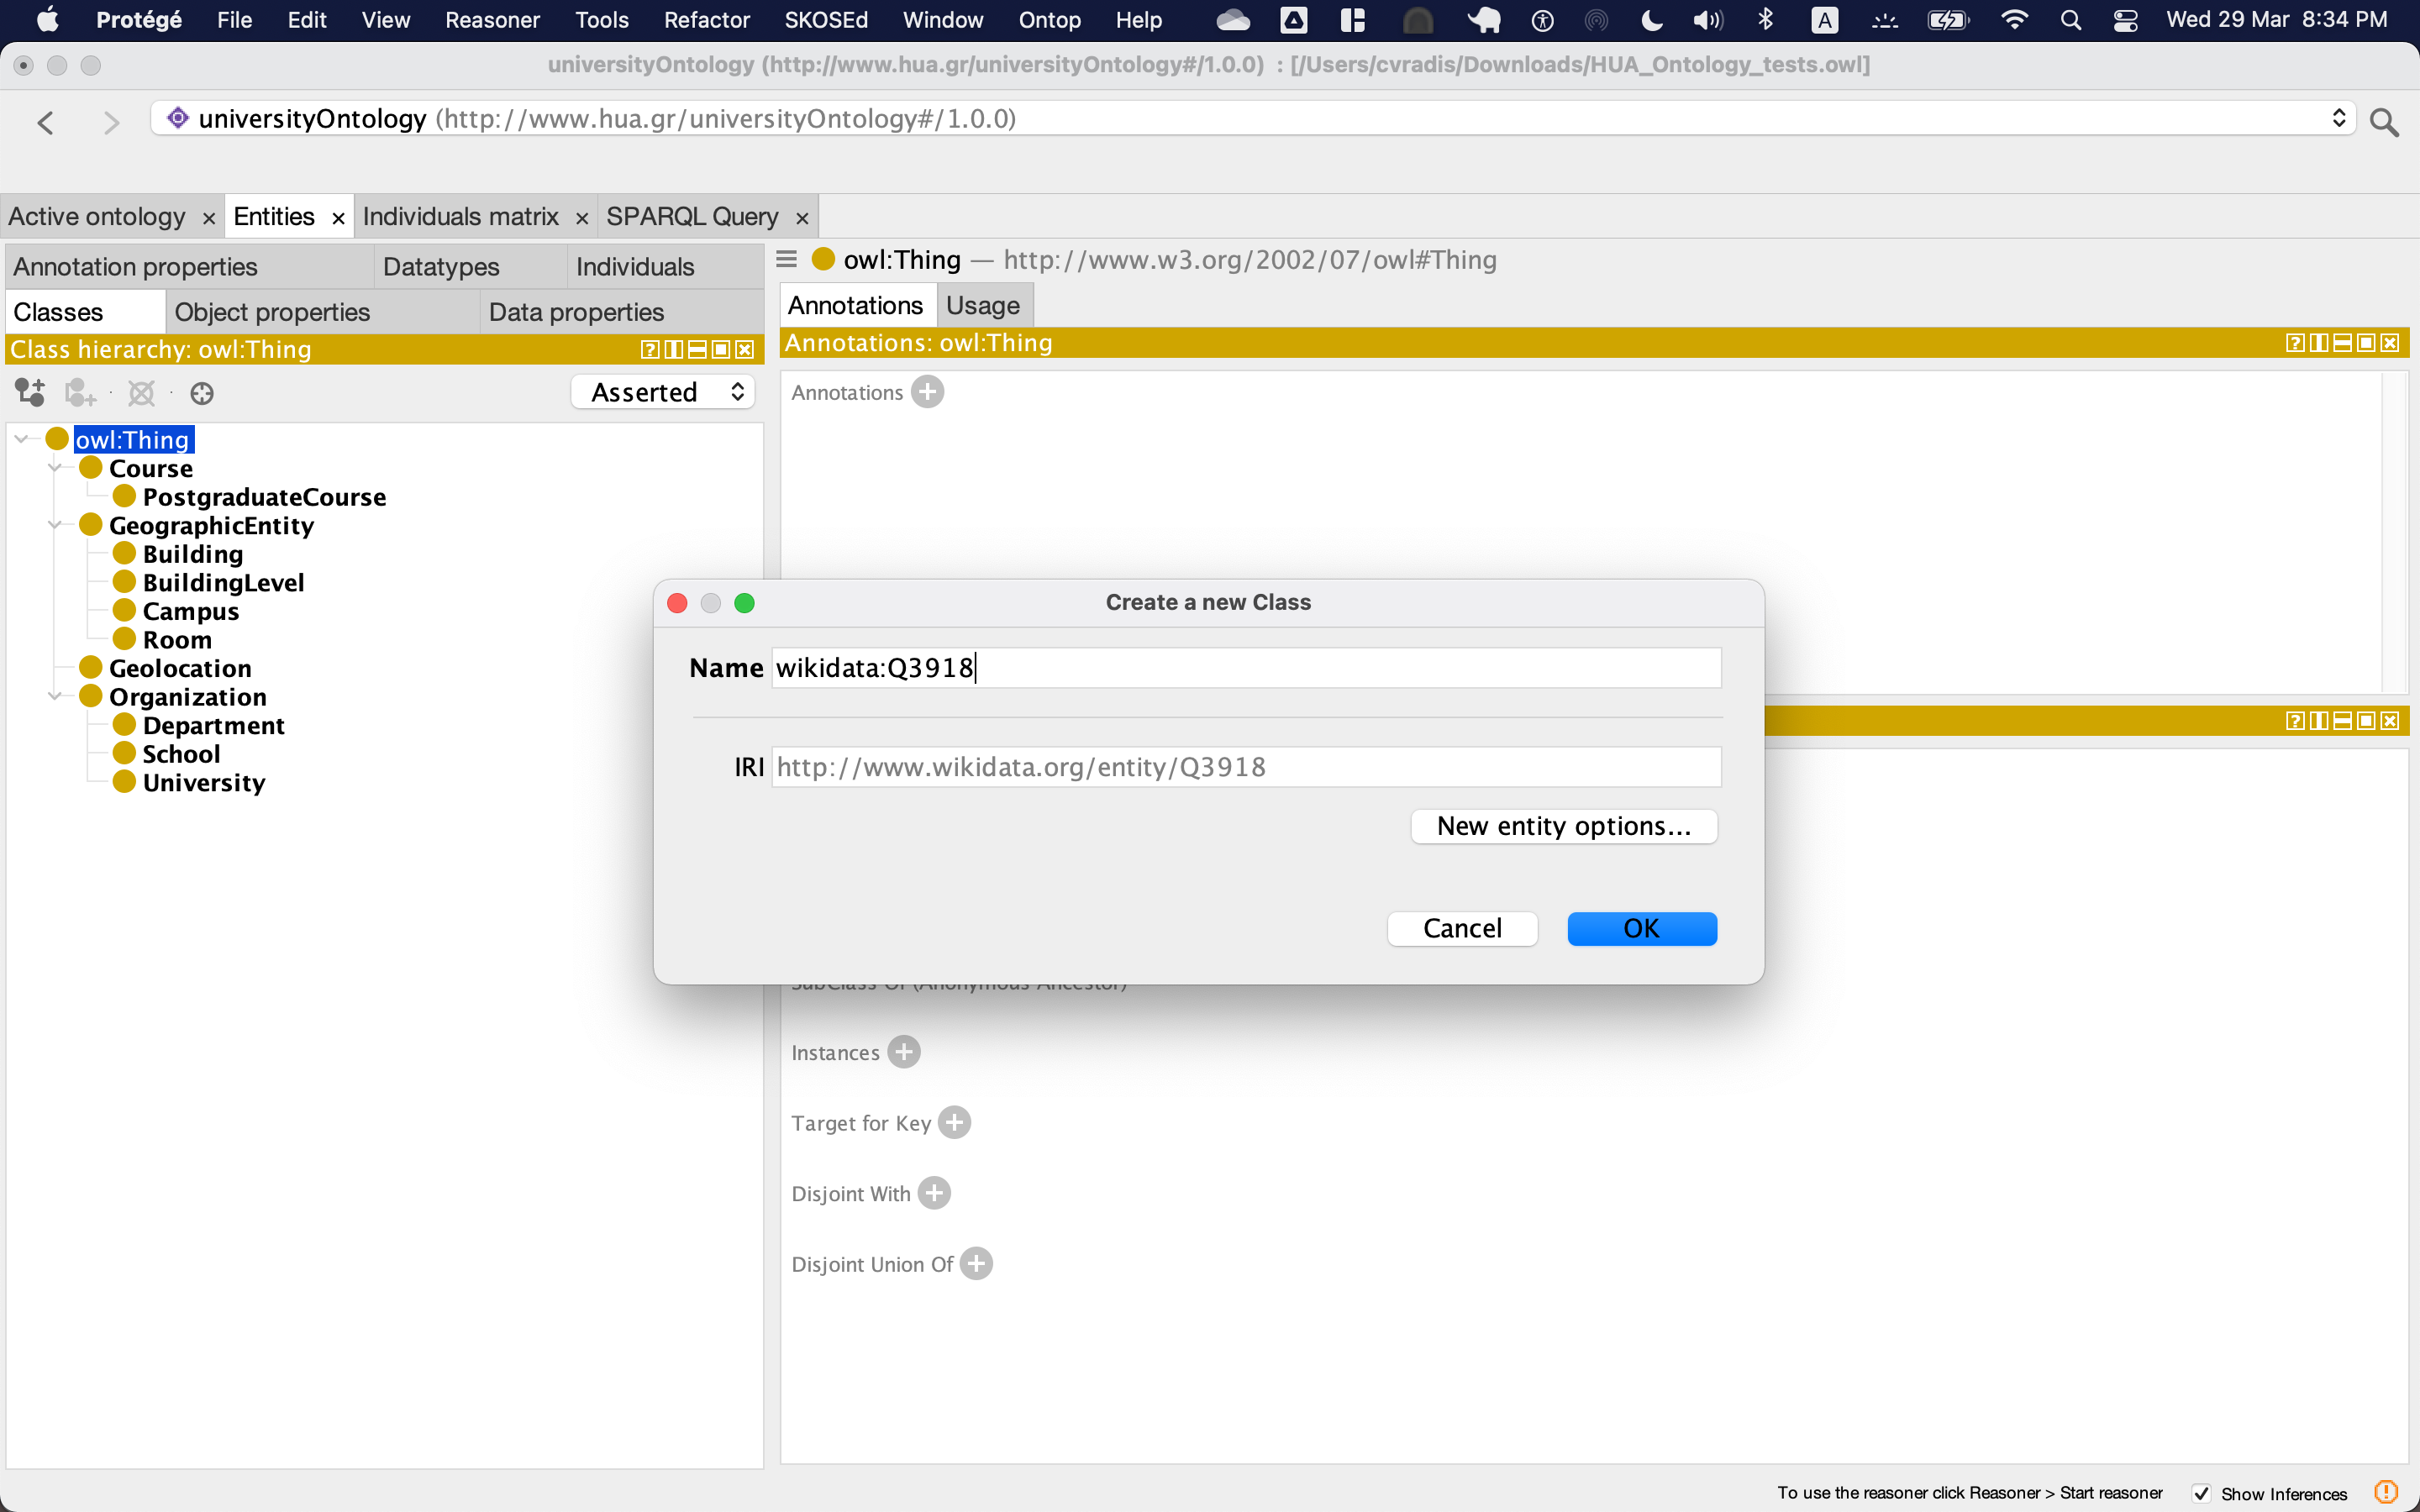 Protégé File Edit View Reasoner Tools Refactor SKOSEd Window Ontop Help A Wed 29 Mar 8:34 PM
universityOntology (http://www.hua.gr/universityOntology#/1.0.0) : [/Users/cvradis/Downloads/HUA_Ontology_tests.owl]
universityOntology (http://www.hua.gr/universityOntology#/1.0.0)
Active ontology × Entities × Individuals matrix × SPARQL Query ×
Annotation properties Datatypes Individuals
Classes Object properties Data properties
Class hierarchy: owl:Thing
Asserted
owl:Thing
Course
PostgraduateCourse
GeographicEntity
Building
BuildingLevel
Campus
Room
Geolocation
Organization
Department
School
University
owl:Thing — http://www.w3.org/2002/07/owl#Thing
Annotations Usage
Annotations: owl:Thing
Annotations
Create a new Class
Name wikidata:Q3918
IRI http://www.wikidata.org/entity/Q3918
New entity options...
Cancel OK
SubClass Of (Anonymous Ancestor)
Instances
Target for Key
Disjoint With
Disjoint Union Of
To use the reasoner click Reasoner > Start reasoner Show Inferences